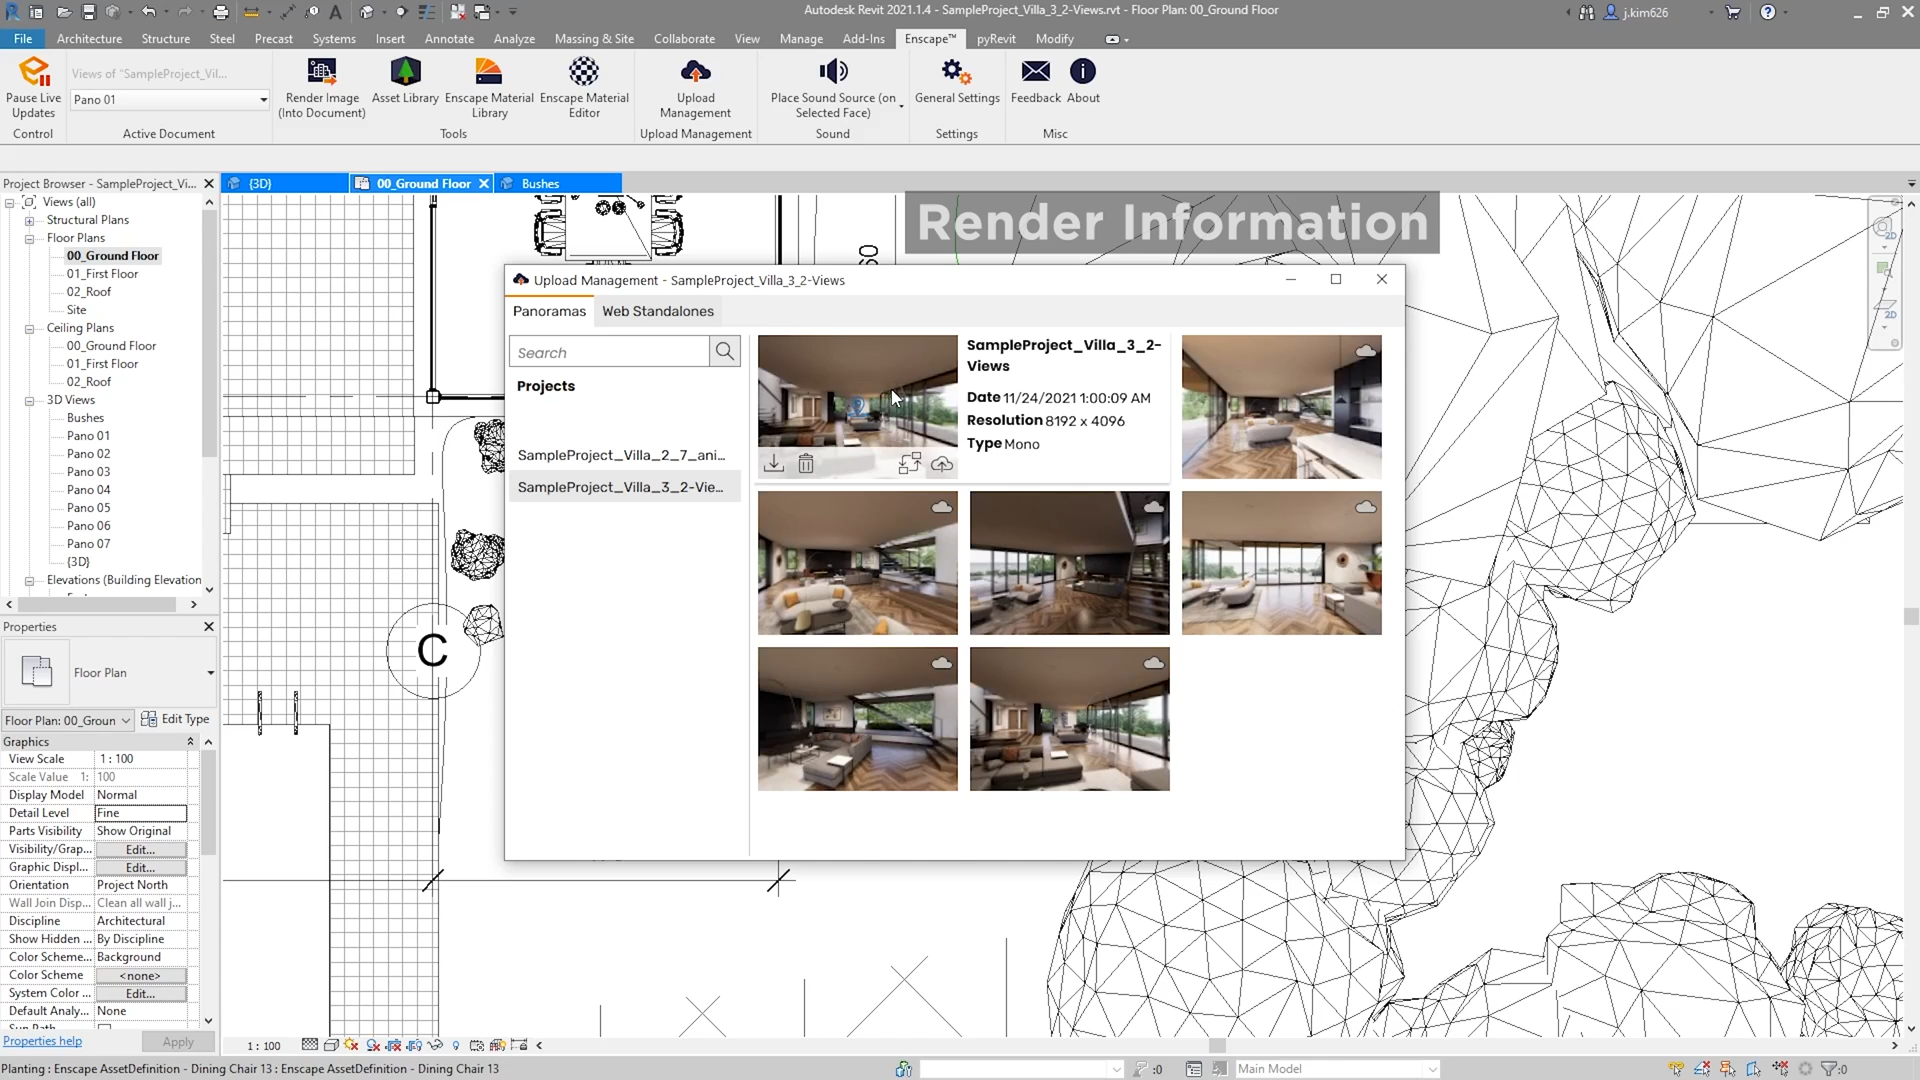 Autodesk Revit 2021.1.4 - SampleProject_Villa_3_2-Views.rvt - Floor Plan: 00_Ground Floor
j.kim626
File Architecture Structure Steel Precast Systems Insert Annotate Analyze Massing & Site Collaborate View Manage Add-Ins Enscape™ pyRevit Modify
Pause Live Updates
Control
Views of "SampleProject_Vil...
Pano 01
Active Document
Render Image (Into Document)
Asset Library
Enscape Material Library
Enscape Material Editor
Tools
Upload Management
Upload Management
Place Sound Source (on Selected Face)
Sound
General Settings
Settings
Feedback
About
Misc
Project Browser - SampleProject_Vi...
{3D}
00_Ground Floor
Bushes
Views (all)
Structural Plans
Floor Plans
00_Ground Floor
01_First Floor
02_Roof
Site
Ceiling Plans
00_Ground Floor
01_First Floor
02_Roof
3D Views
Bushes
Pano 01
Pano 02
Pano 03
Pano 04
Pano 05
Pano 06
Pano 07
{3D}
Elevations (Building Elevation
Render Information
Upload Management - SampleProject_Villa_3_2-Views
Panoramas
Web Standalones
Search
Projects
SampleProject_Villa_2_7_ani...
SampleProject_Villa_3_2-Vie...
SampleProject_Villa_3_2-
Views
Date 11/24/2021 1:00:09 AM
Resolution 8192 x 4096
Type Mono
C
2D
2D
Properties
Floor Plan
Floor Plan: 00_Groun
Edit Type
Graphics
View Scale 1 : 100
Scale Value 1: 100
Display Model Normal
Detail Level Fine
Parts Visibility Show Original
Visibility/Grap... Edit...
Graphic Displ... Edit...
Orientation Project North
Wall Join Disp... Clean all wall j...
Discipline Architectural
Show Hidden ... By Discipline
Color Scheme... Background
Color Scheme <none>
System Color ... Edit...
Default Analy... None
Properties help
Apply
1 : 100
Planting : Enscape AssetDefinition - Dining Chair 13 : Enscape AssetDefinition - Dining Chair 13
:0
Main Model
:0